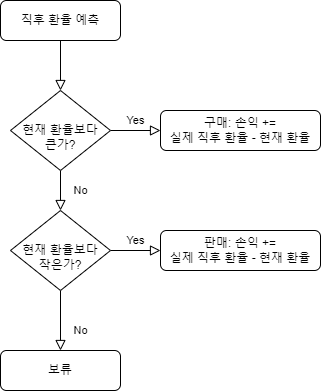 직후 환율 예측
현재 환율보다
큰가?
Yes
구매: 손익 +=
실제 직후 환율 - 현재 환율
No
현재 환율보다
작은가?
Yes
판매: 손익 +=
실제 직후 환율 - 현재 환율
No
보류